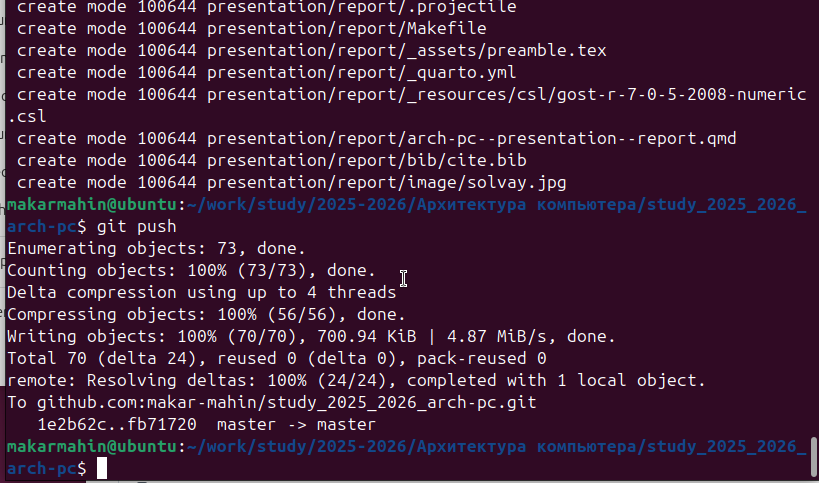 create mode 100644 presentation/report/.projectile
create mode 100644 presentation/report/Makefile
create mode 100644 presentation/report/_assets/preamble.tex
create mode 100644 presentation/report/_quarto.yml
create mode 100644 presentation/report/_resources/csl/gost-r-7-0-5-2008-numeric
.csl
create mode 100644 presentation/report/arch-pc--presentation--report.qmd
create mode 100644 presentation/report/bib/cite.bib
create mode 100644 presentation/report/image/solvay.jpg
makarmahin@ubuntu:~/work/study/2025-2026/Архитектура компьютера/study_2025_2026_
arch-pc$ git push
Enumerating objects: 73, done.
Counting objects: 100% (73/73), done.
Delta compression using up to 4 threads
Compressing objects: 100% (56/56), done.
Writing objects: 100% (70/70), 700.94 KiB | 4.87 MiB/s, done.
Total 70 (delta 24), reused 0 (delta 0), pack-reused 0
remote: Resolving deltas: 100% (24/24), completed with 1 local object.
To github.com:makar-mahin/study_2025_2026_arch-pc.git
1e2b62c..fb71720  master -> master
makarmahin@ubuntu:~/work/study/2025-2026/Архитектура компьютера/study_2025_2026_
arch-pc$